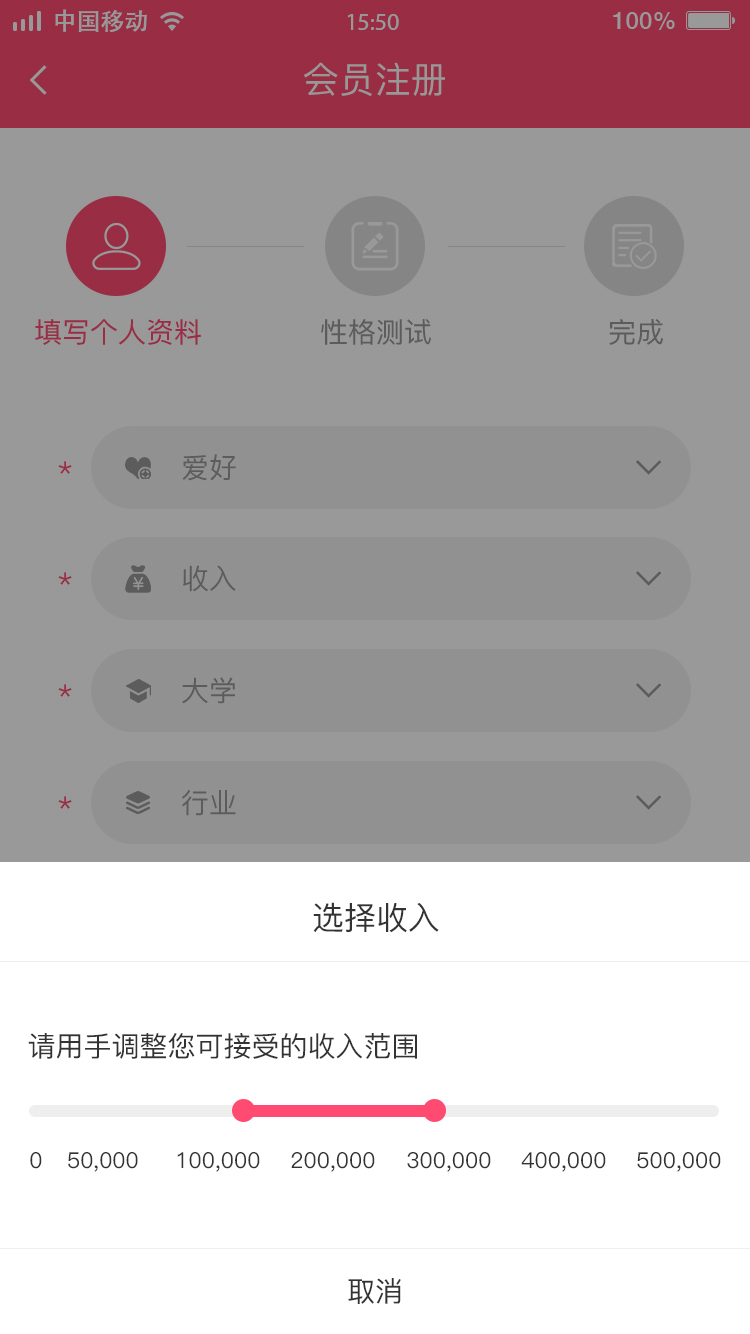 中国移动 15:50 100%
会员注册
填写个人资料 性格测试 完成
* 爱好
* 收入
* 大学
* 行业
选择收入
请用手调整您可接受的收入范围
0 50,000 100,000 200,000 300,000 400,000 500,000
取消